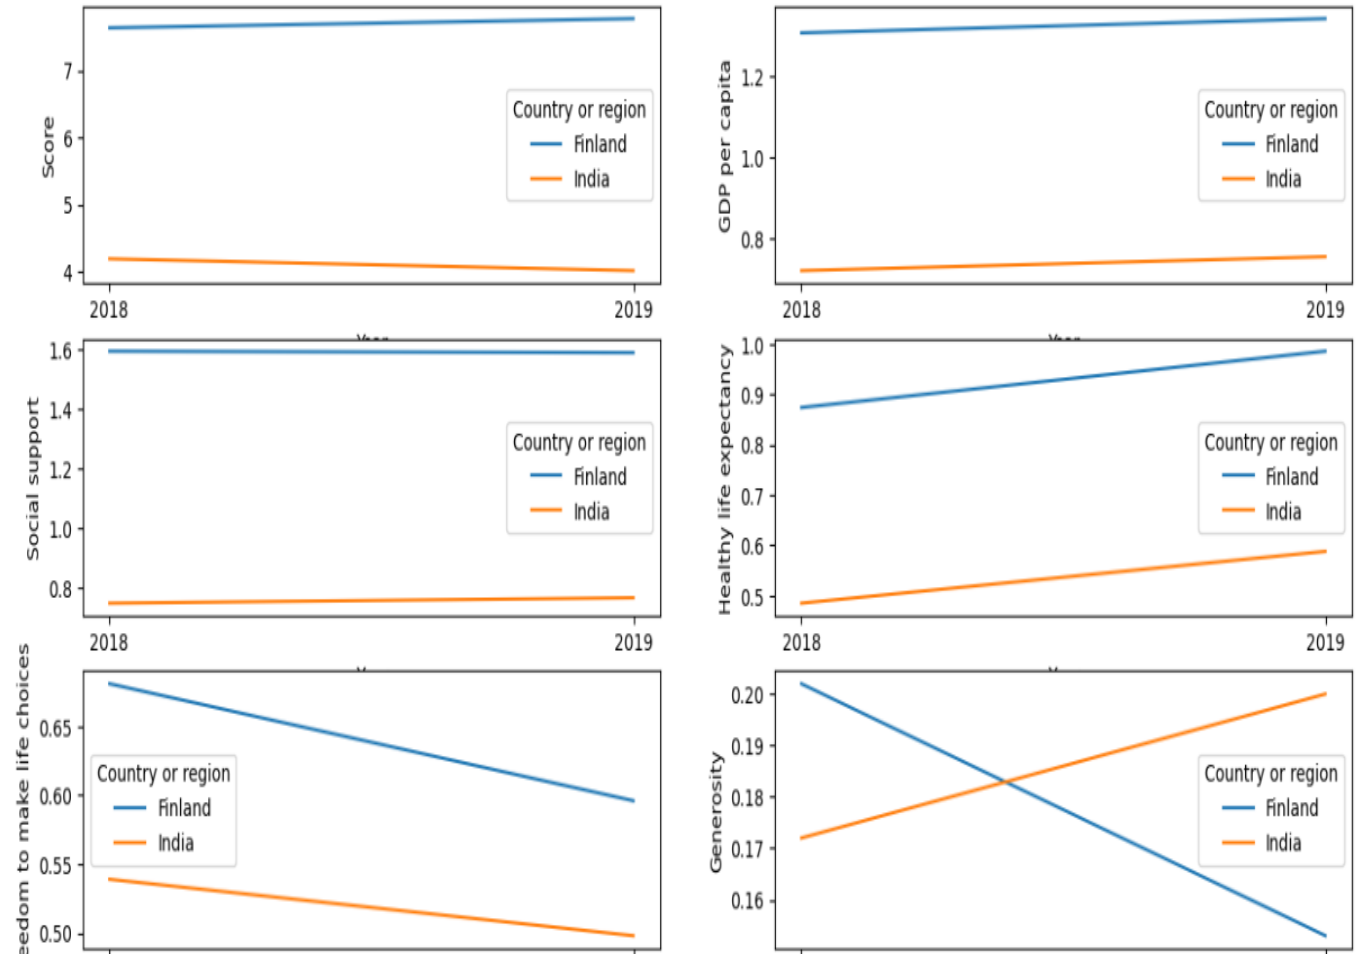 Score
7
6
5
4
Country or region
Finland
India
2018
2019
GDP per capita
1.2
1.0
0.8
Country or region
Finland
India
2018
2019
Social support
1.6
1.4
1.2
1.0
0.8
Country or region
Finland
India
2018
2019
Healthy life expectancy
1.0
0.9
0.8
0.7
0.6
0.5
Country or region
Finland
India
2018
2019
eedom to make life choices
0.65
0.60
0.55
0.50
Country or region
Finland
India
Generosity
0.20
0.19
0.18
0.17
0.16
Country or region
Finland
India